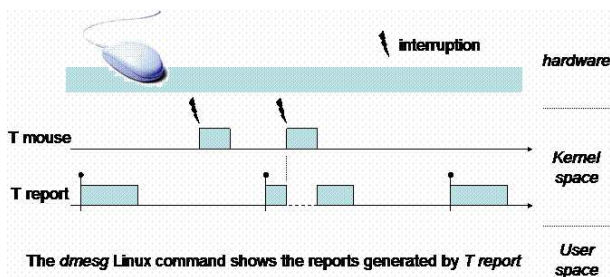 interruption
hardware
T mouse
Kernel
space
T report
The dmesg Linux command shows the reports generated by T report
User
space